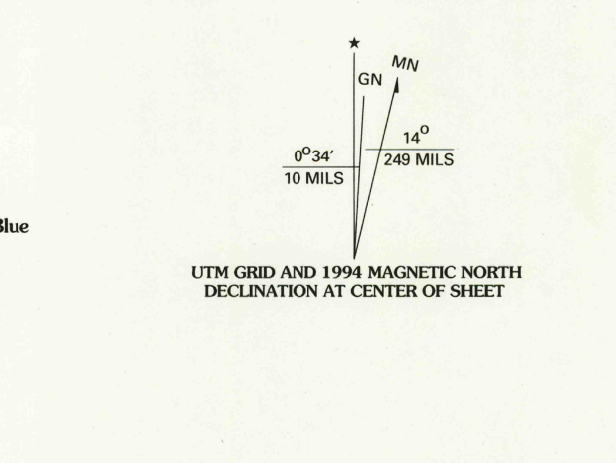 ★
MN
GN
14°
249 MILS
0°34′
10 MILS
Blue
UTM GRID AND 1994 MAGNETIC NORTH
DECLINATION AT CENTER OF SHEET